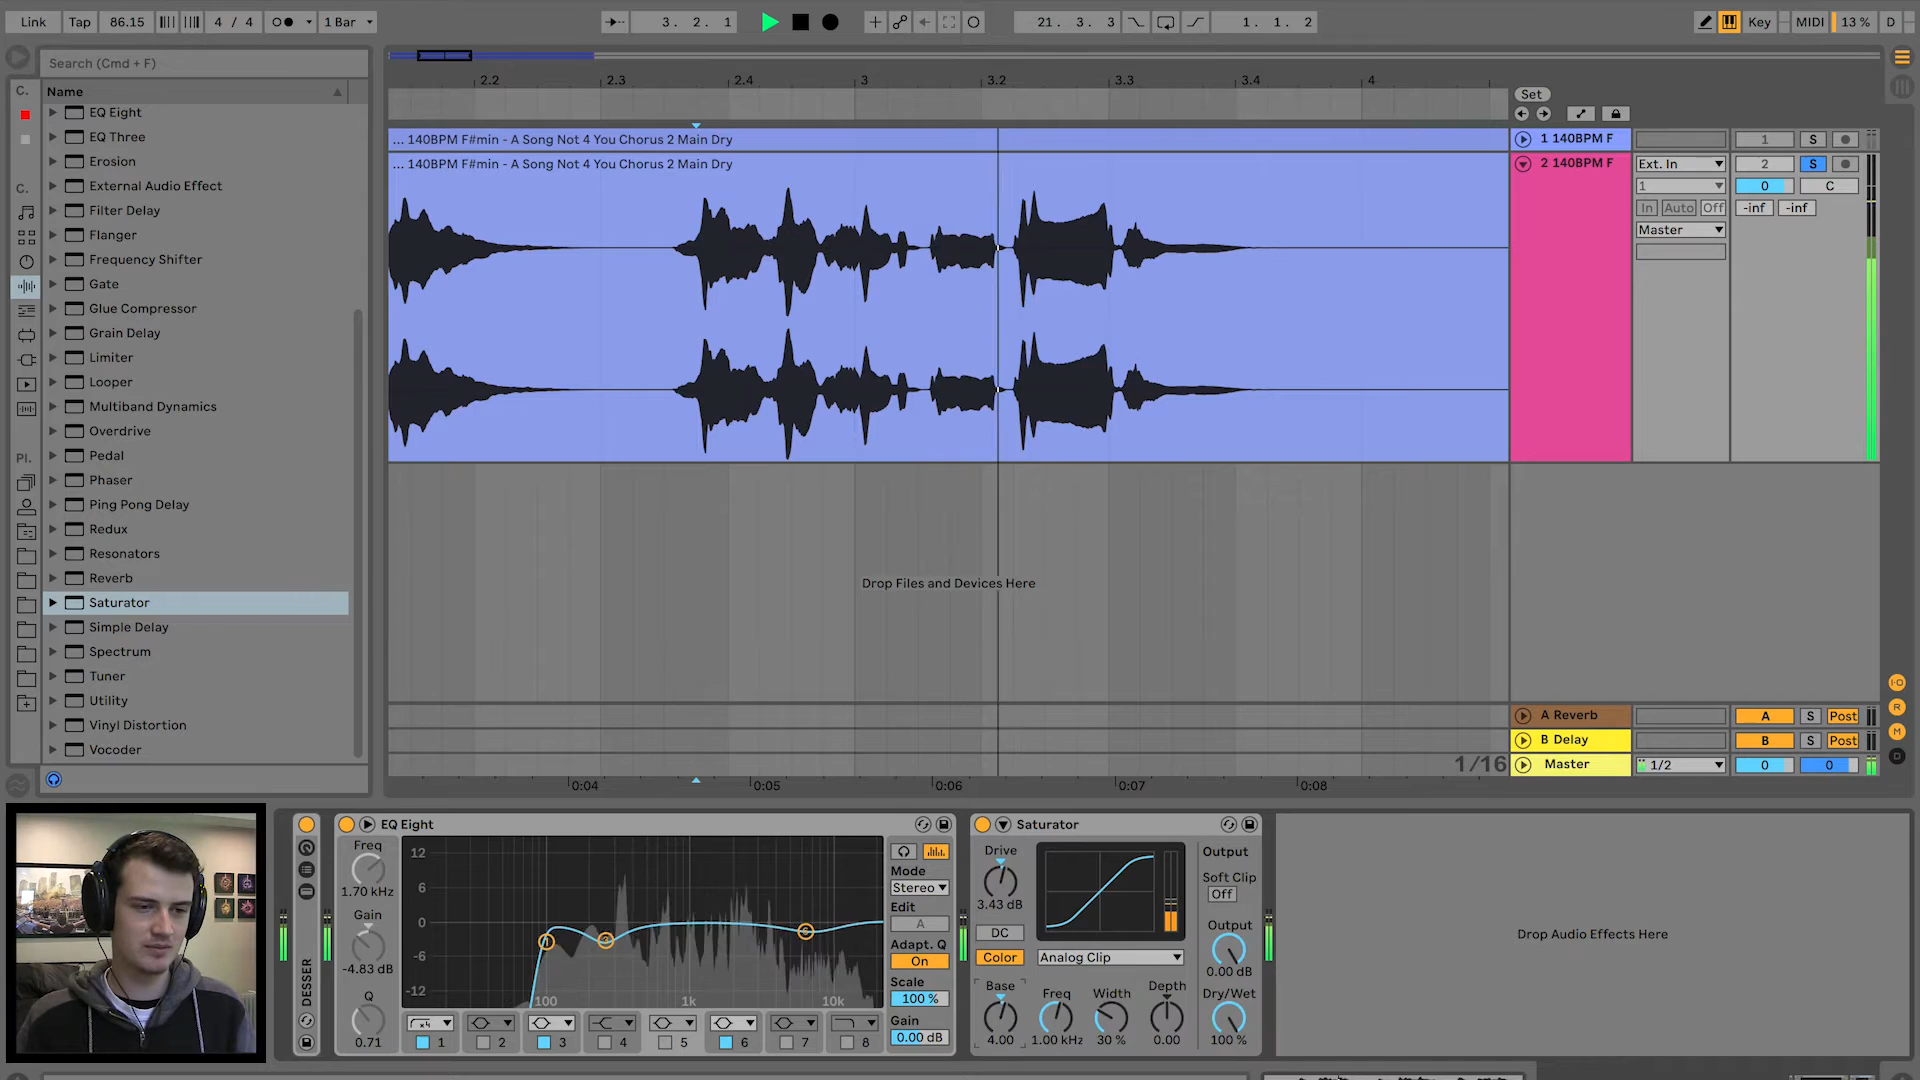 Link Tap 86.15 4 / 4 1 Bar 3. 2. 1 21. 3. 3 1. 1. 2 Key MIDI 13 % D
Search (Cmd + F)
C. Name
EQ Eight
EQ Three
Erosion
External Audio Effect
Filter Delay
Flanger
Frequency Shifter
Gate
Glue Compressor
Grain Delay
Limiter
Looper
Multiband Dynamics
Overdrive
Pedal
Phaser
Ping Pong Delay
Redux
Resonators
Reverb
Saturator
Simple Delay
Spectrum
Tuner
Utility
Vinyl Distortion
Vocoder
C.
Pl.
2.2 2.3 2.4 3 3.2 3.3 3.4 4
Set
... 140BPM F#min - A Song Not 4 You Chorus 2 Main Dry
... 140BPM F#min - A Song Not 4 You Chorus 2 Main Dry
1 140BPM F 1 S
2 140BPM F Ext. In 2 S
1 0 C
In Auto Off -inf -inf
Master
Drop Files and Devices Here
A Reverb A S Post
B Delay B S Post
1/16 Master 1/2 0 0
0:04 0:05 0:06 0:07 0:08
I·O
R
M
D
DESSER
EQ Eight
Freq
1.70 kHz
Gain
-4.83 dB
Q
0.71
12
6
0
-6
-12
100 1k 10k
1 3 6
1 2 3 4 5 6 7 8
Mode
Stereo
Edit
A
Adapt. Q
On
Scale
100 %
Gain
0.00 dB
Saturator
Drive
3.43 dB
DC
Color Analog Clip
Base Freq Width Depth
4.00 1.00 kHz 30 % 0.00
Output
Soft Clip
Off
Output
0.00 dB
Dry/Wet
100 %
Drop Audio Effects Here